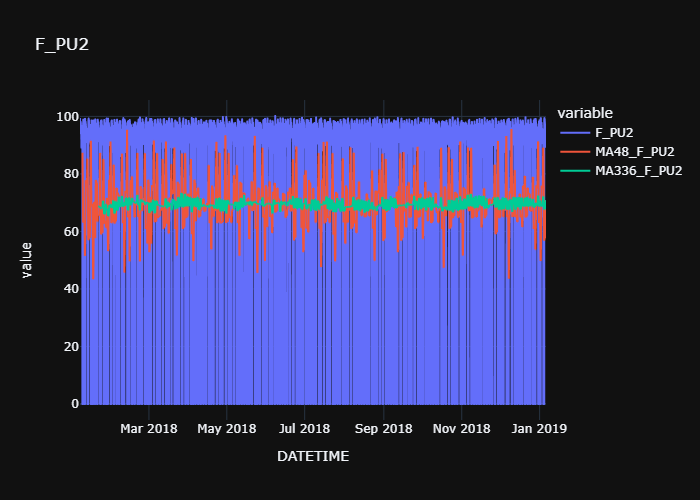 F_PU2
variable
F_PU2
MA48_F_PU2
MA336_F_PU2
100
80
60
40
20
0
value
Mar 2018 May 2018 Jul 2018 Sep 2018 Nov 2018 Jan 2019
DATETIME